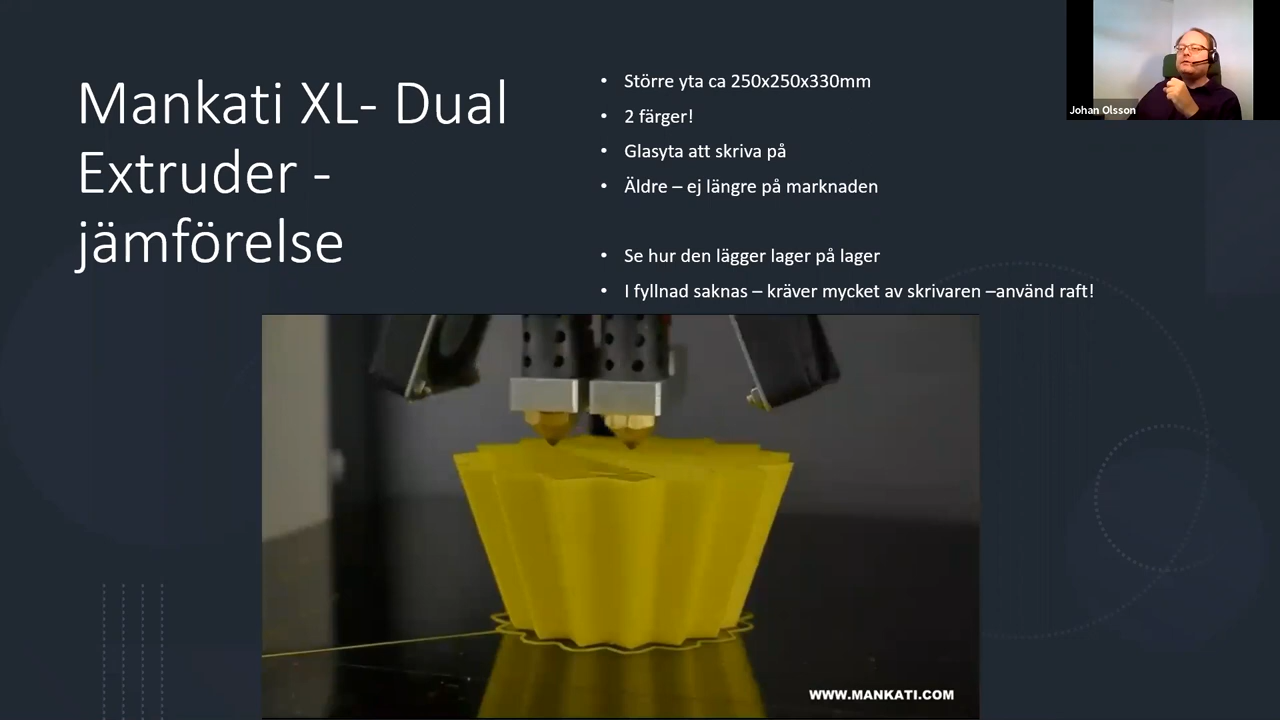 Mankati XL- Dual
Extruder -
jämförelse
• Större yta ca 250x250x330mm
• 2 färger!
• Glasyta att skriva på
• Äldre – ej längre på marknaden
• Se hur den lägger lager på lager
• I fyllnad saknas – kräver mycket av skrivaren –använd raft!
Johan Olsson
WWW.MANKATI.COM